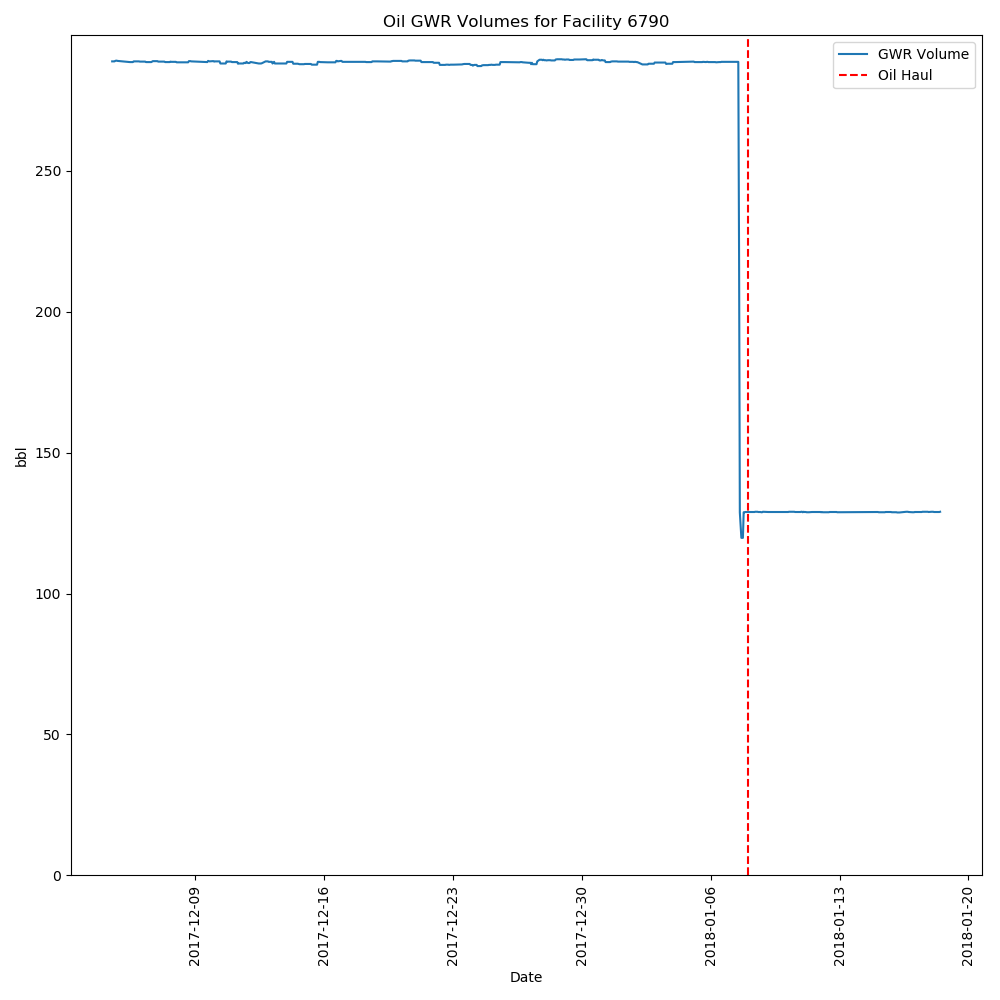 Oil GWR Volumes for Facility 6790
GWR Volume
Oil Haul
250
200
150
100
50
0
bbl
2017-12-09
2017-12-16
2017-12-23
2017-12-30
2018-01-06
2018-01-13
2018-01-20
Date